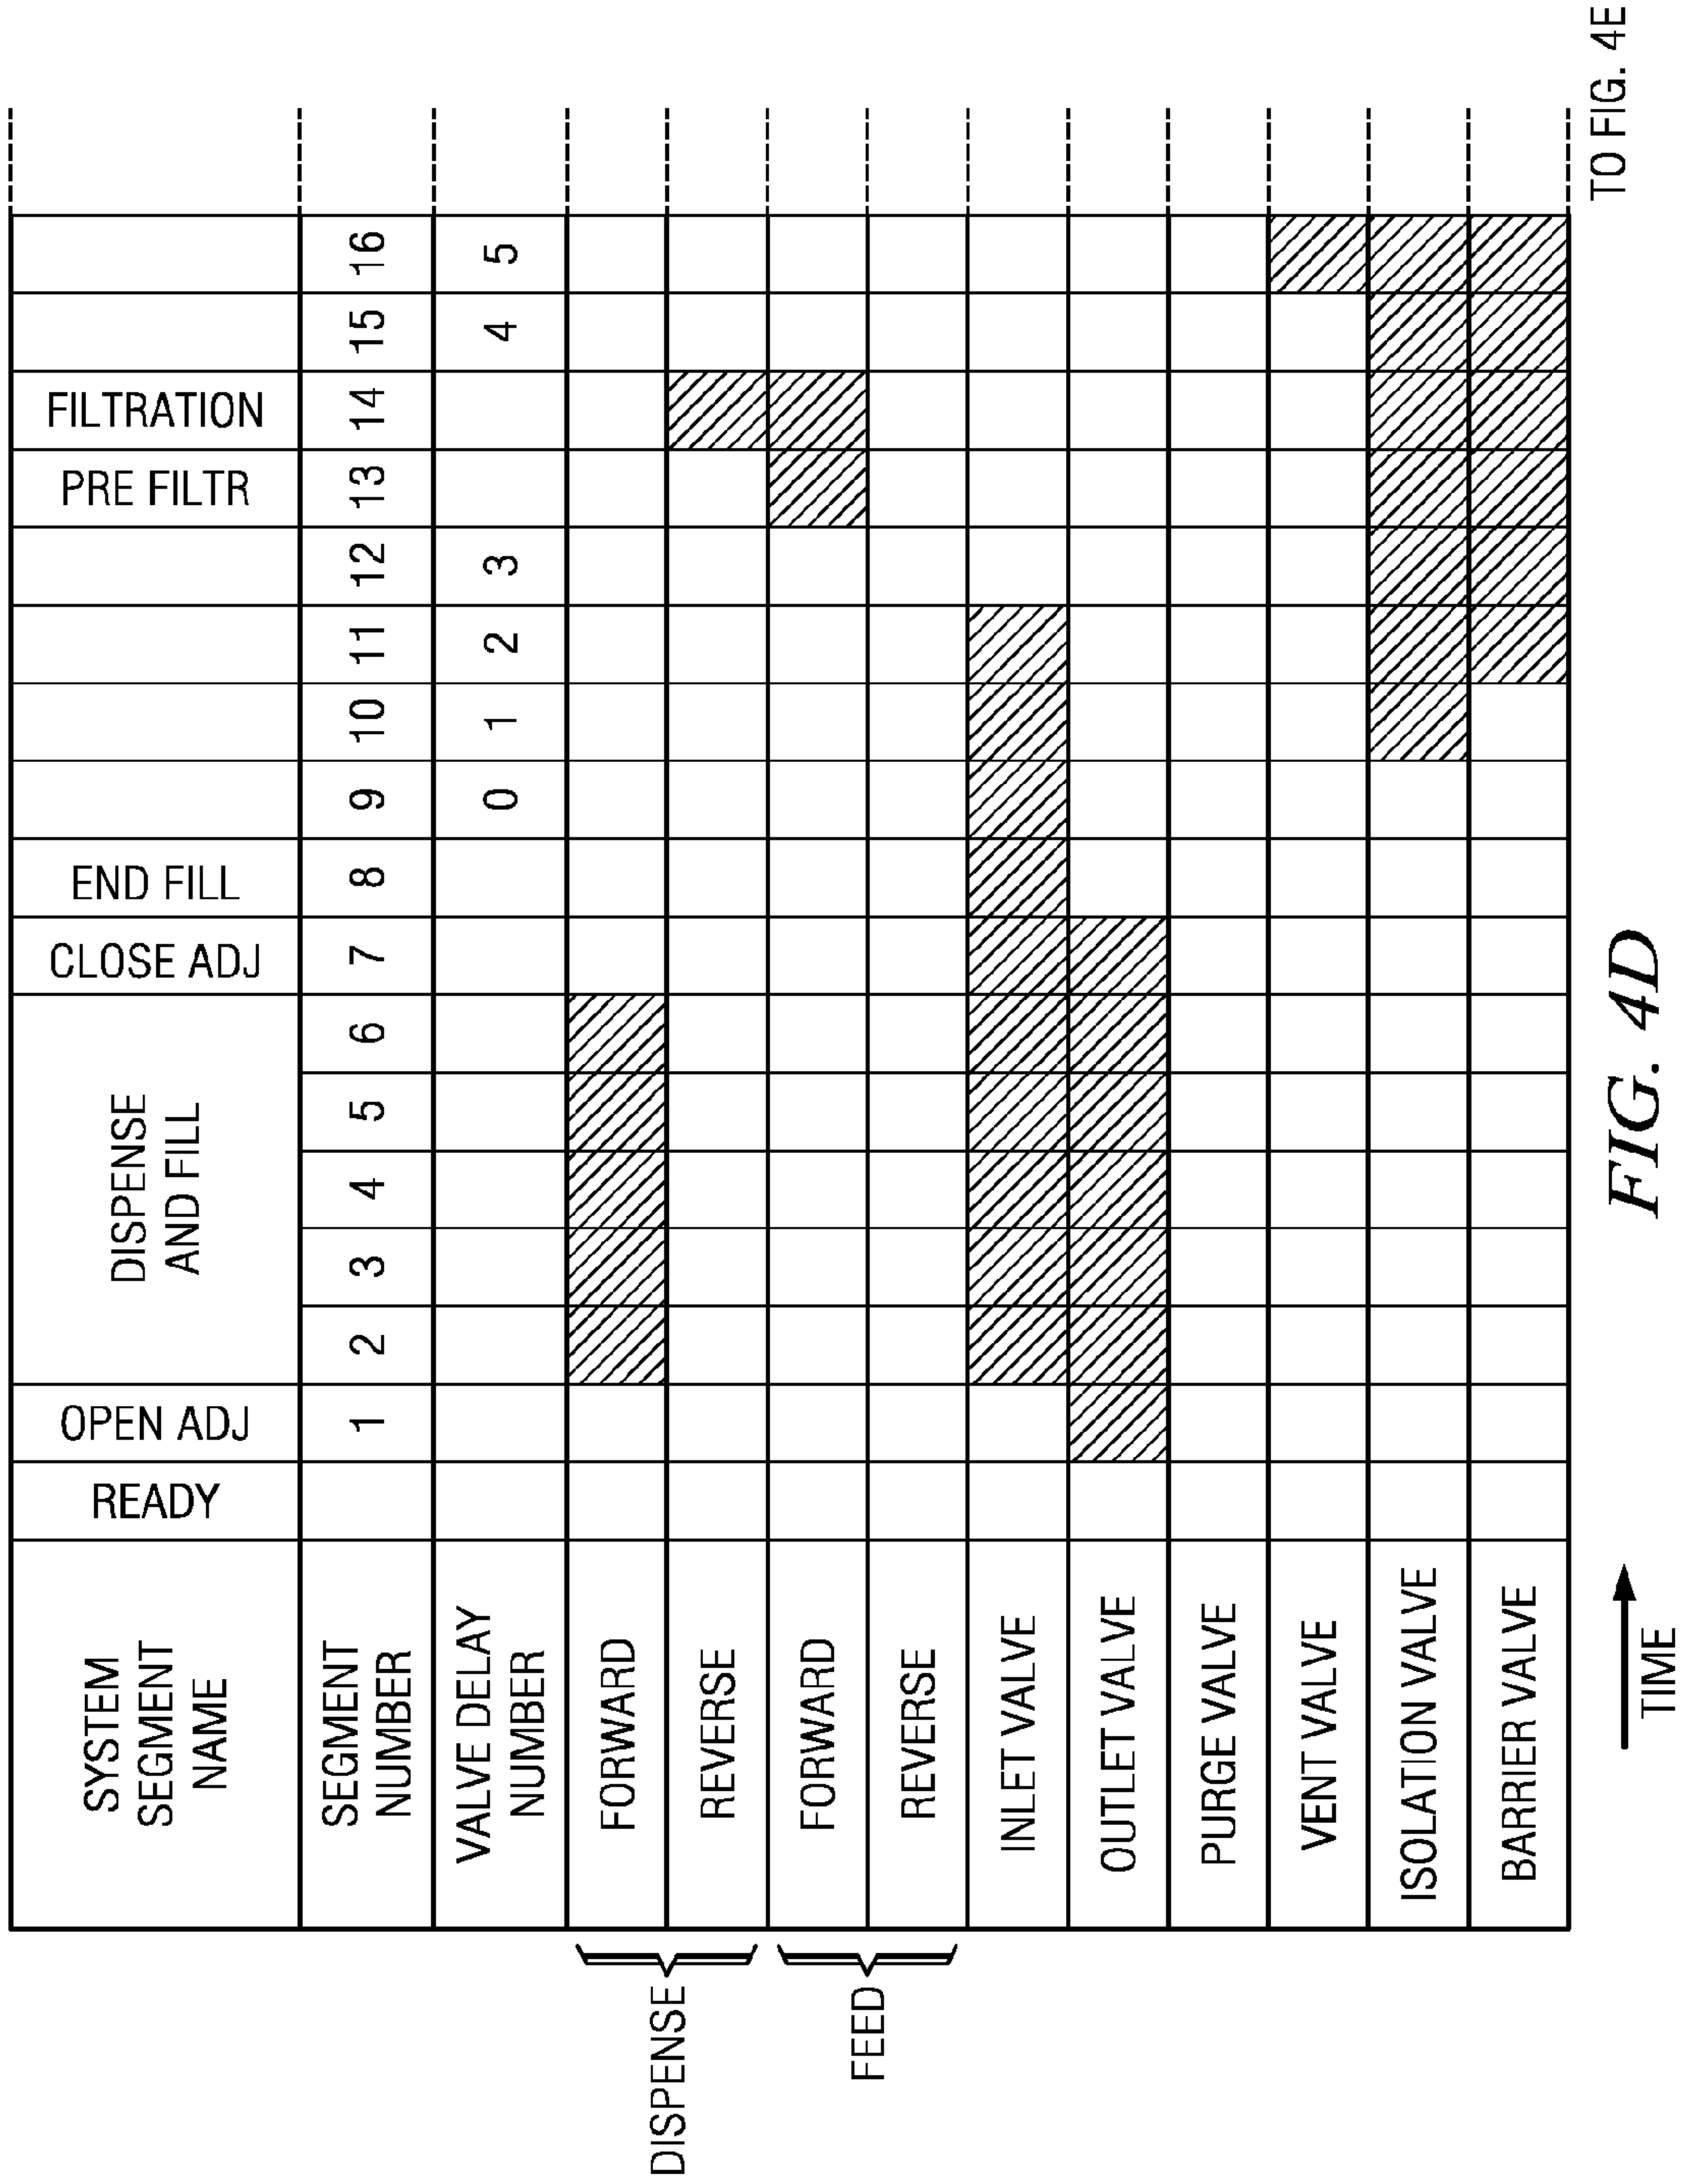 SYSTEM
SEGMENT
NAME
READY
OPEN ADJ
DISPENSE
AND FILL
CLOSE ADJ
END FILL
PRE FILTR
FILTRATION
SEGMENT
NUMBER
1 2 3 4 5 6 7 8 9 10 11 12 13 14 15 16
VALVE DELAY
NUMBER
0 1 2 3 4 5
DISPENSE
FORWARD
REVERSE
FEED
FORWARD
REVERSE
INLET VALVE
OUTLET VALVE
PURGE VALVE
VENT VALVE
ISOLATION VALVE
BARRIER VALVE
TIME
TO FIG. 4E
FIG. 4D